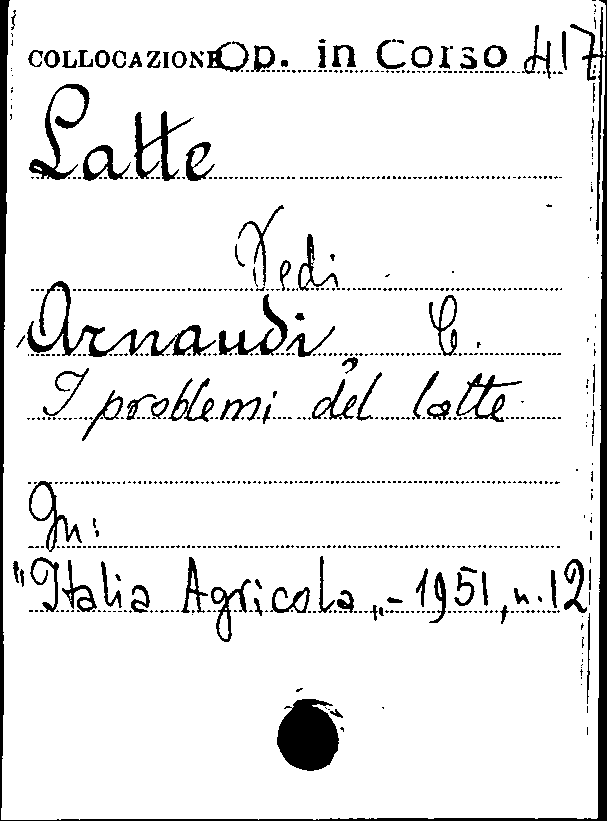 COLLOCAZIONE Op. in Corso 417
Latte
Vedi
Arnaudi, C.
I problemi del latte
In:
"Italia Agricola„ - 1951, n. 12